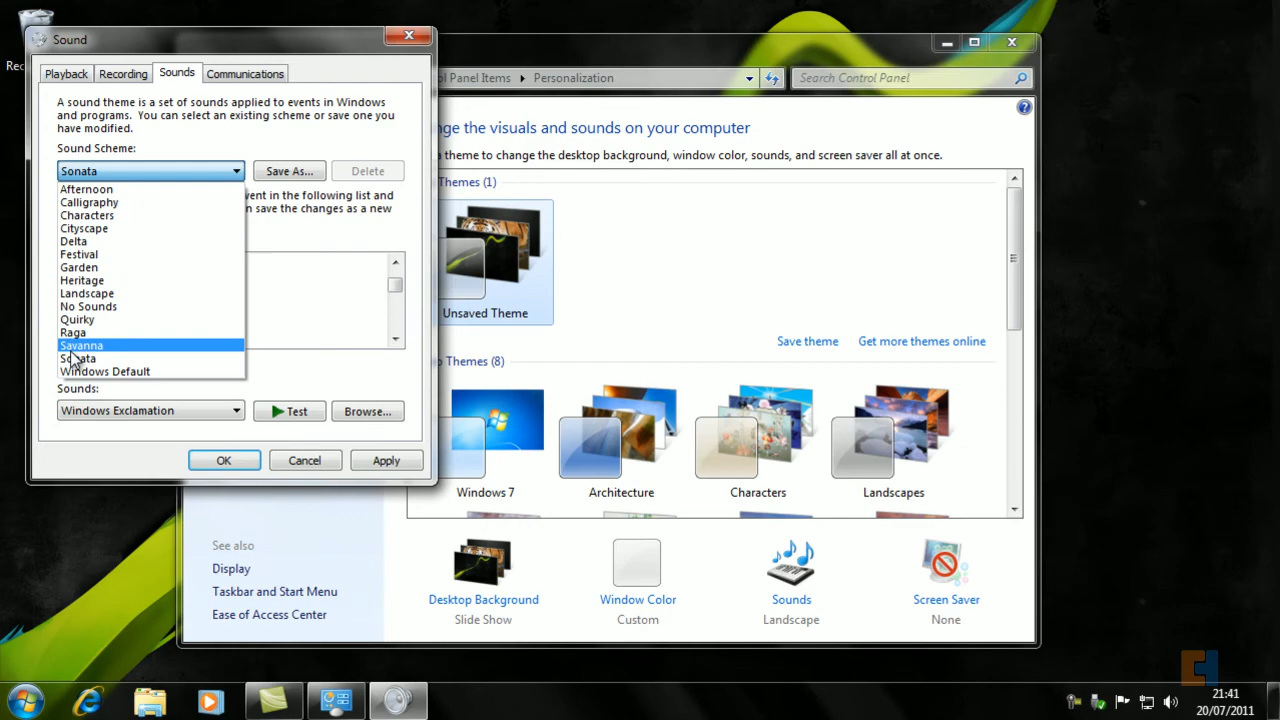 Sound
Playback
Recording
Sounds
Communications
A sound theme is a set of sounds applied to events in Windows
and programs. You can select an existing scheme or save one you
have modified.
Sound Scheme:
Sonata
Save As...
Delete
Afternoon
Calligraphy
Characters
Cityscape
Delta
Festival
Garden
Heritage
Landscape
No Sounds
Quirky
Raga
Savanna
Sonata
Windows Default
vent in the following list and
n save the changes as a new
Sounds:
Windows Exclamation
Test
Browse...
OK
Cancel
Apply
ol Panel Items
Personalization
Search Control Panel
nge the visuals and sounds on your computer
a theme to change the desktop background, window color, sounds, and screen saver all at once.
Themes (1)
Unsaved Theme
Save theme
Get more themes online
Themes (8)
Windows 7
Architecture
Characters
Landscapes
See also
Display
Taskbar and Start Menu
Ease of Access Center
Desktop Background
Slide Show
Window Color
Custom
Sounds
Landscape
Screen Saver
None
Rec
21:41
20/07/2011